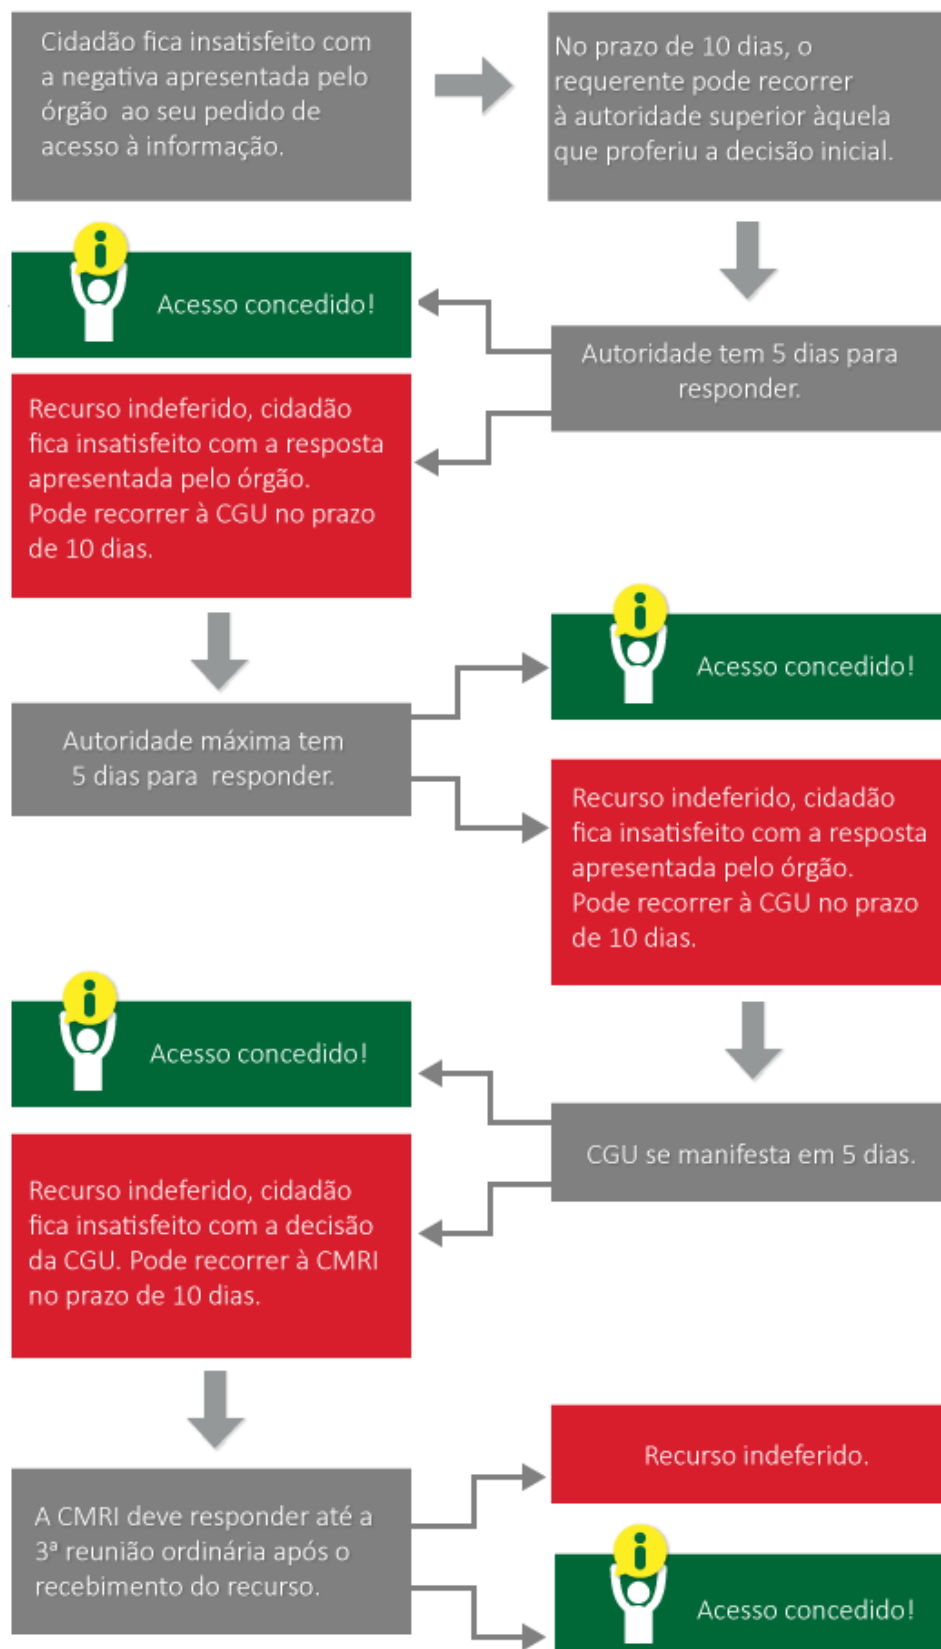 Cidadão fica insatisfeito com
a negativa apresentada pelo
órgão ao seu pedido de
acesso à informação.
No prazo de 10 dias, o
requerente pode recorrer
à autoridade superior àquela
que proferiu a decisão inicial.
Autoridade tem 5 dias para
responder.
i
Acesso concedido!
Recurso indeferido, cidadão
fica insatisfeito com a resposta
apresentada pelo órgão.
Pode recorrer à CGU no prazo
de 10 dias.
Autoridade máxima tem
5 dias para responder.
i
Acesso concedido!
Recurso indeferido, cidadão
fica insatisfeito com a resposta
apresentada pelo órgão.
Pode recorrer à CGU no prazo
de 10 dias.
CGU se manifesta em 5 dias.
i
Acesso concedido!
Recurso indeferido, cidadão
fica insatisfeito com a decisão
da CGU. Pode recorrer à CMRI
no prazo de 10 dias.
A CMRI deve responder até a
3ª reunião ordinária após o
recebimento do recurso.
Recurso indeferido.
i
Acesso concedido!